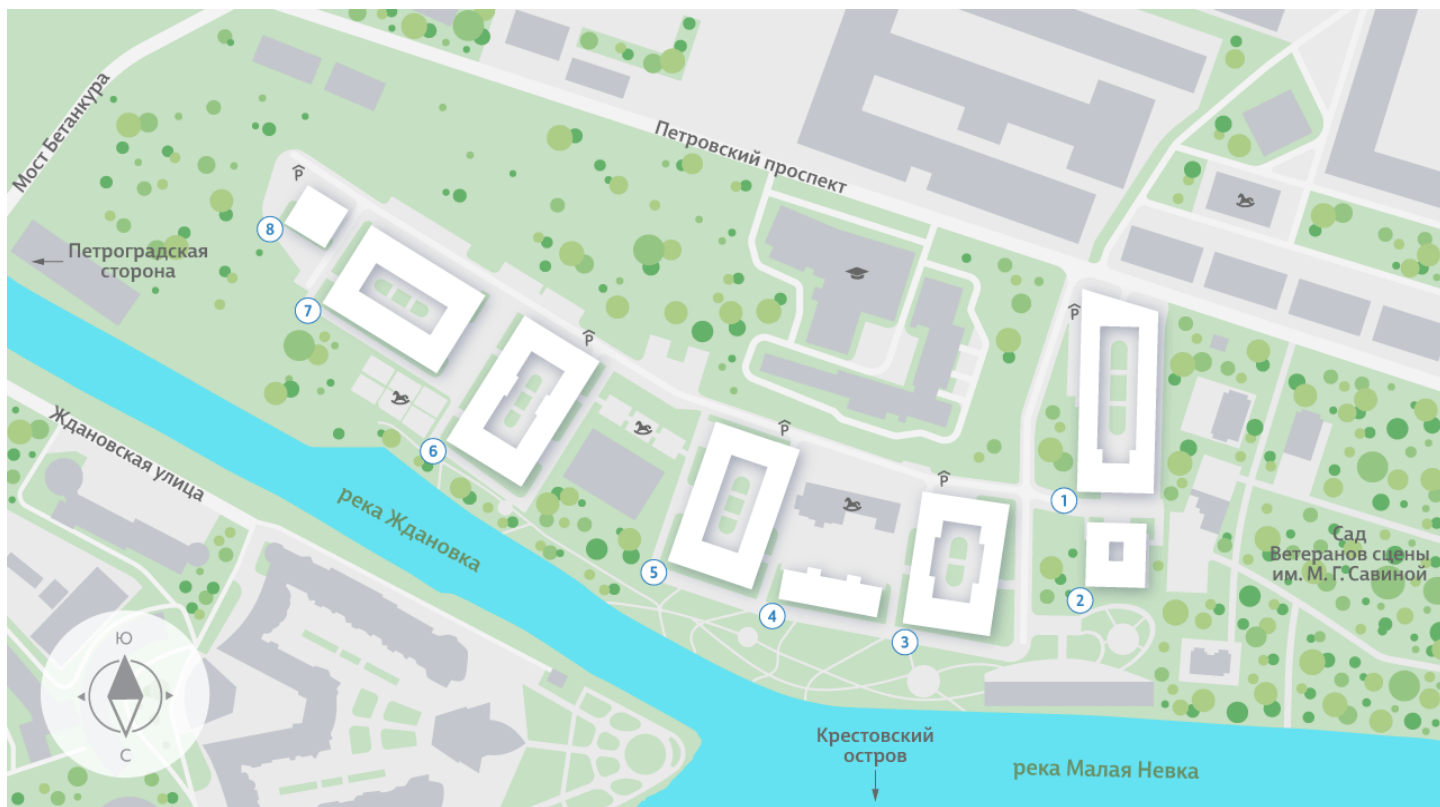 Мост Бетанкура
Петровский проспект
Р
8
Петроградская
сторона
7
Р
Р
Ждановская улица
6
Р
Р
река Ждановка
1
5
Сад
Ветеранов сцены
им. М. Г. Савиной
4
2
3
Ю
С
Крестовский
остров
река Малая Невка